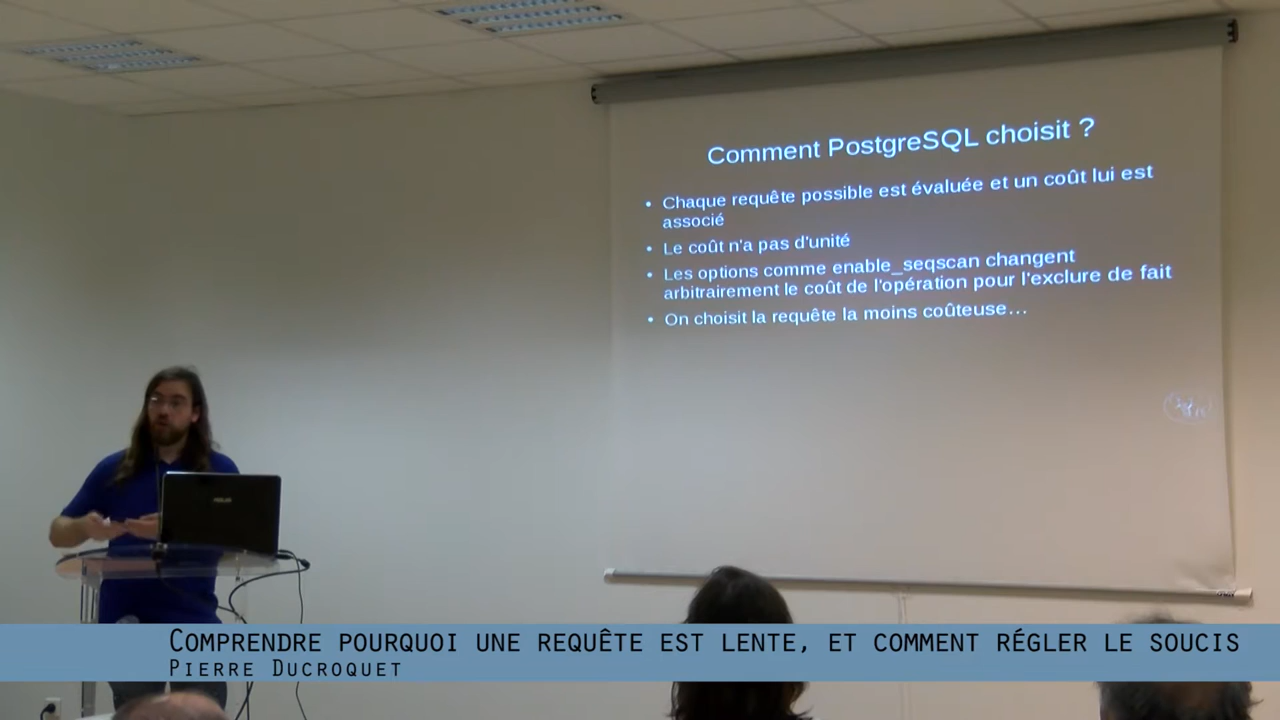 Comment PostgreSQL choisit ?
• Chaque requête possible est évaluée et un coût lui est
associé
• Le coût n'a pas d'unité
• Les options comme enable_seqscan changent
arbitrairement le coût de l'opération pour l'exclure de fait
• On choisit la requête la moins coûteuse…
COMPRENDRE POURQUOI UNE REQUÊTE EST LENTE, ET COMMENT RÉGLER LE SOUCIS
PIERRE DUCROQUET